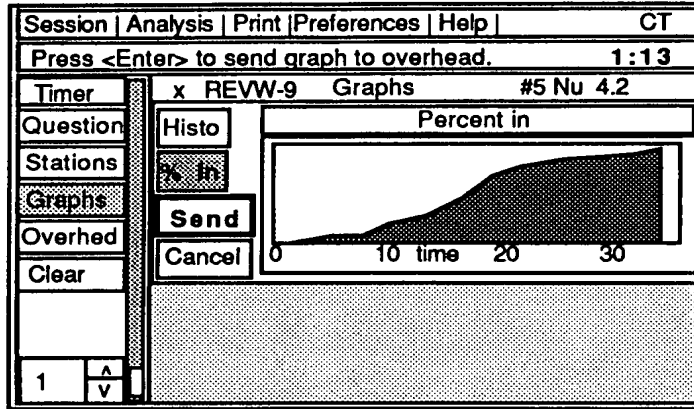 Session | Analysis | Print |Preferences | Help | CT
Press <Enter> to send graph to overhead. 1:13
Timer
Question
Stations
Graphs
Overhed
Clear
1
^
v
x REVW-9 Graphs #5 Nu 4.2
Histo
% In
Send
Cancel
Percent in
0 10 time 20 30